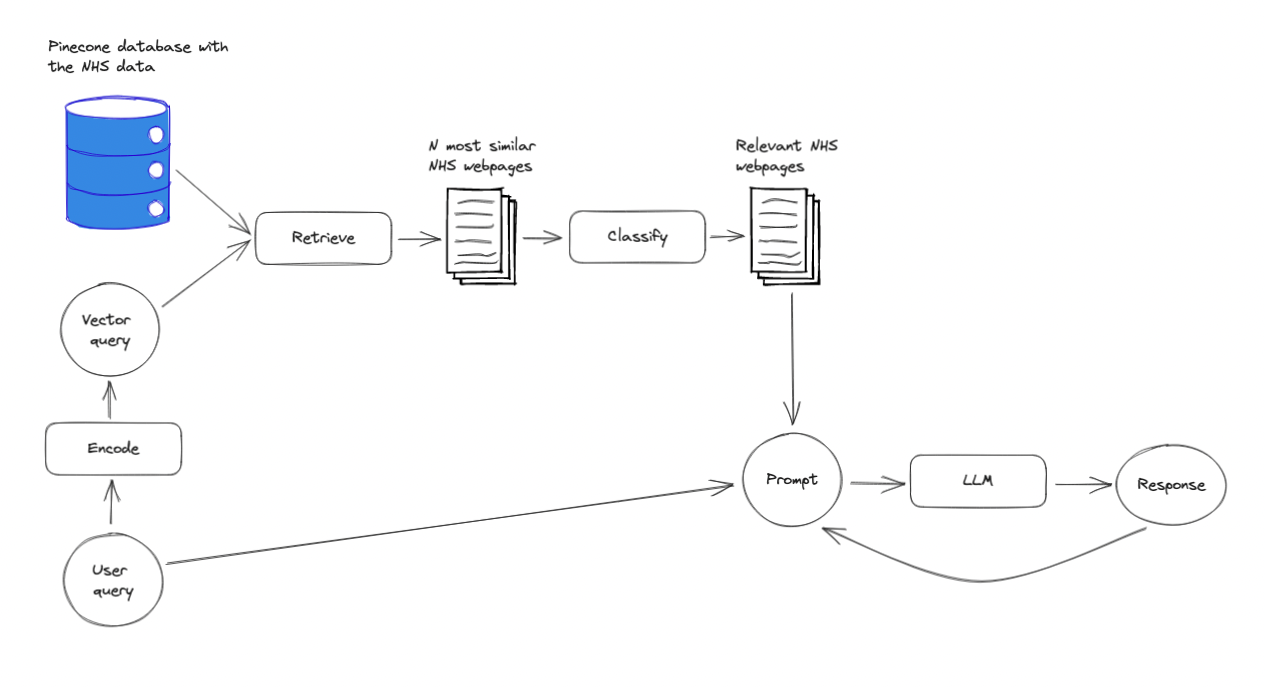 Pinecone database with
the NHS data
N most similar
NHS webpages
Relevant NHS
webpages
Retrieve
Classify
Vector
query
Encode
Prompt
LLM
Response
User
query